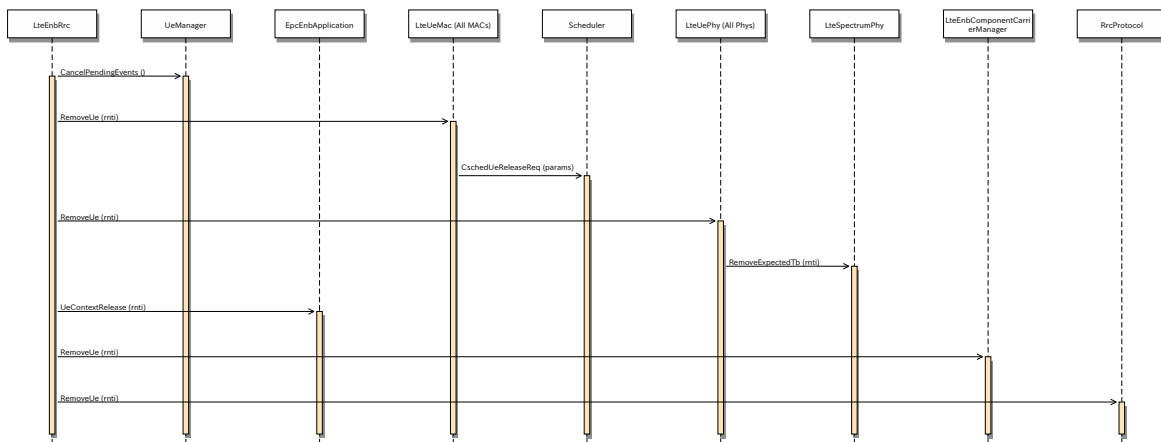 LteEnbRrc
UeManager
EpcEnbApplication
LteUeMac (All MACs)
Scheduler
LteUePhy (All Phys)
LteSpectrumPhy
LteEnbComponentCarri
erManager
RrcProtocol
CancelPendingEvents ()
RemoveUe (rnti)
CschedUeReleaseReq (params)
RemoveUe (rnti)
RemoveExpectedTb (rnti)
UeContextRelease (rnti)
RemoveUe (rnti)
RemoveUe (rnti)